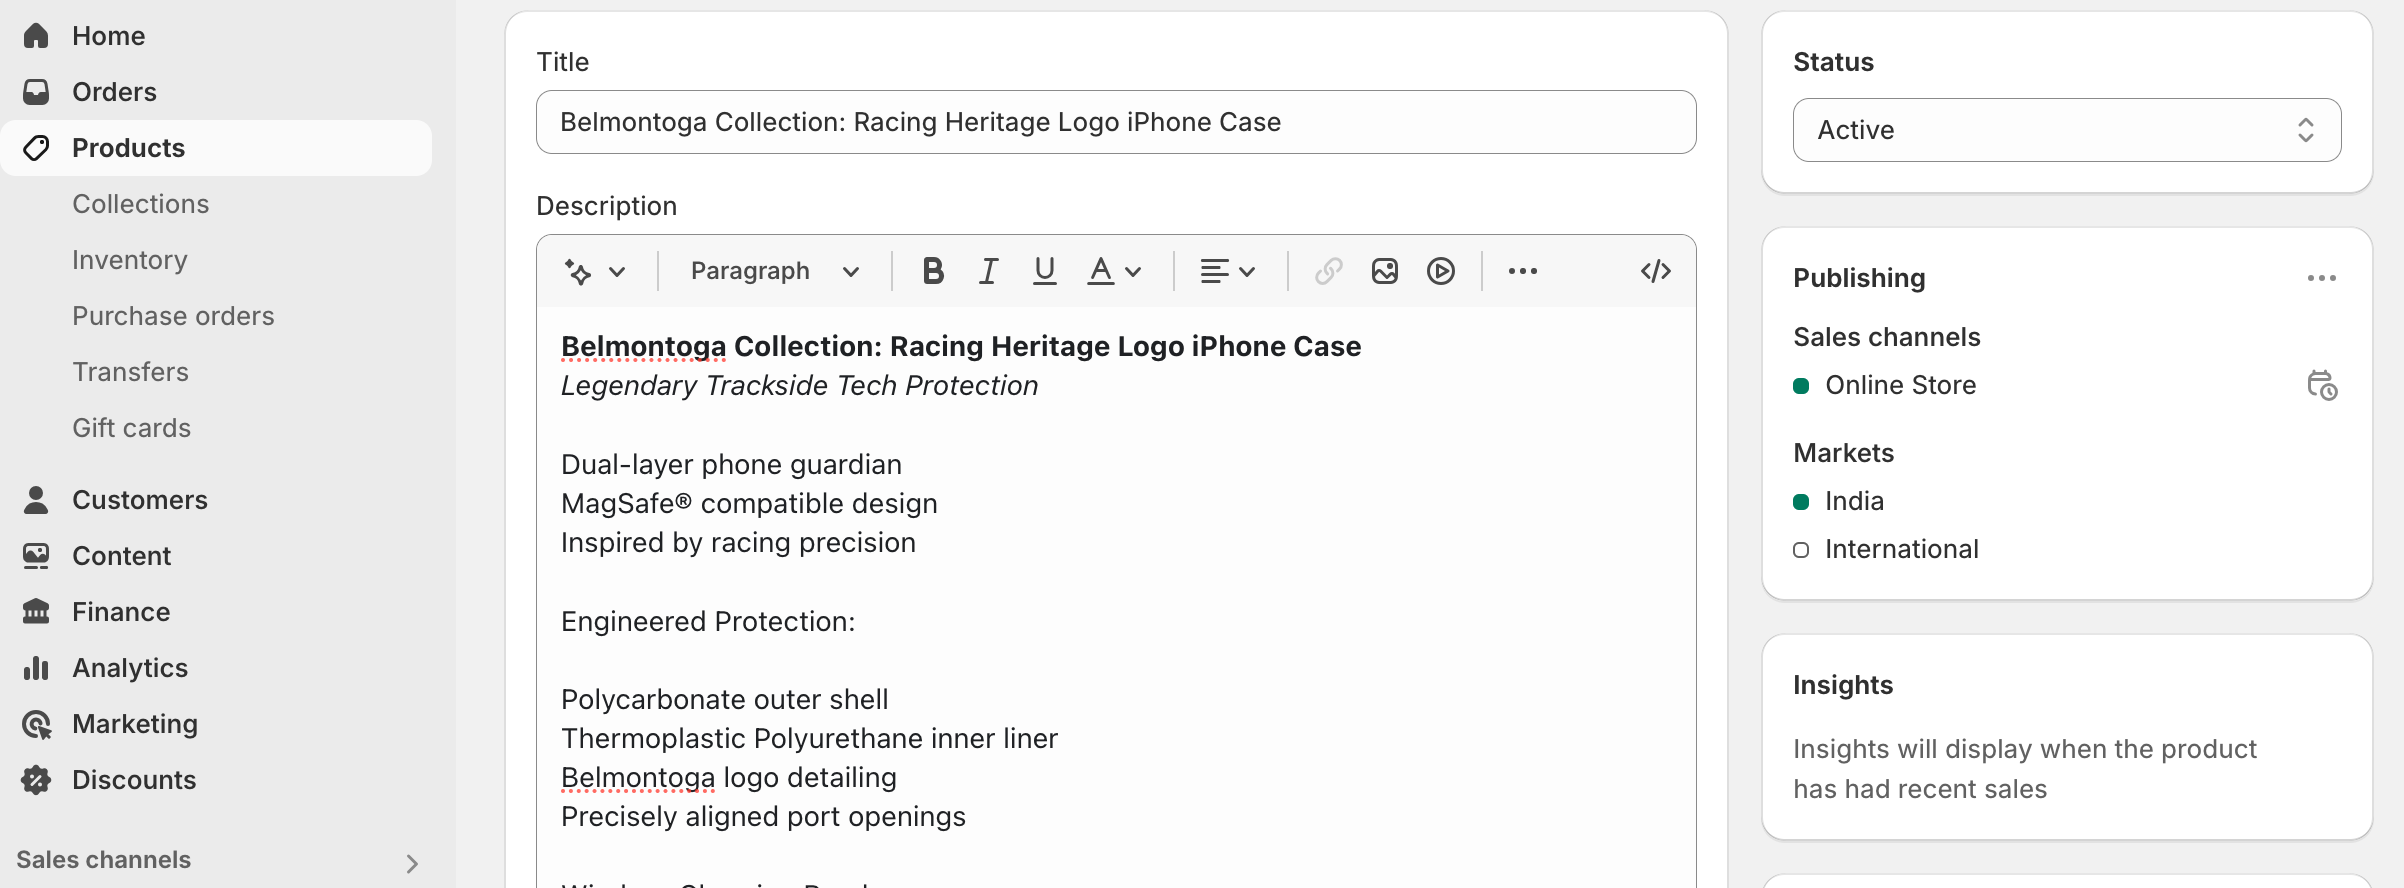 Home
Orders
Products
Collections
Inventory
Purchase orders
Transfers
Gift cards
Customers
Content
Finance
Analytics
Marketing
Discounts
Sales channels
Title
Belmontoga Collection: Racing Heritage Logo iPhone Case
Description
Paragraph
Belmontoga Collection: Racing Heritage Logo iPhone Case
Legendary Trackside Tech Protection
Dual-layer phone guardian
MagSafe® compatible design
Inspired by racing precision
Engineered Protection:
Polycarbonate outer shell
Thermoplastic Polyurethane inner liner
Belmontoga logo detailing
Precisely aligned port openings
Status
Active
Publishing
Sales channels
Online Store
Markets
India
International
Insights
Insights will display when the product
has had recent sales